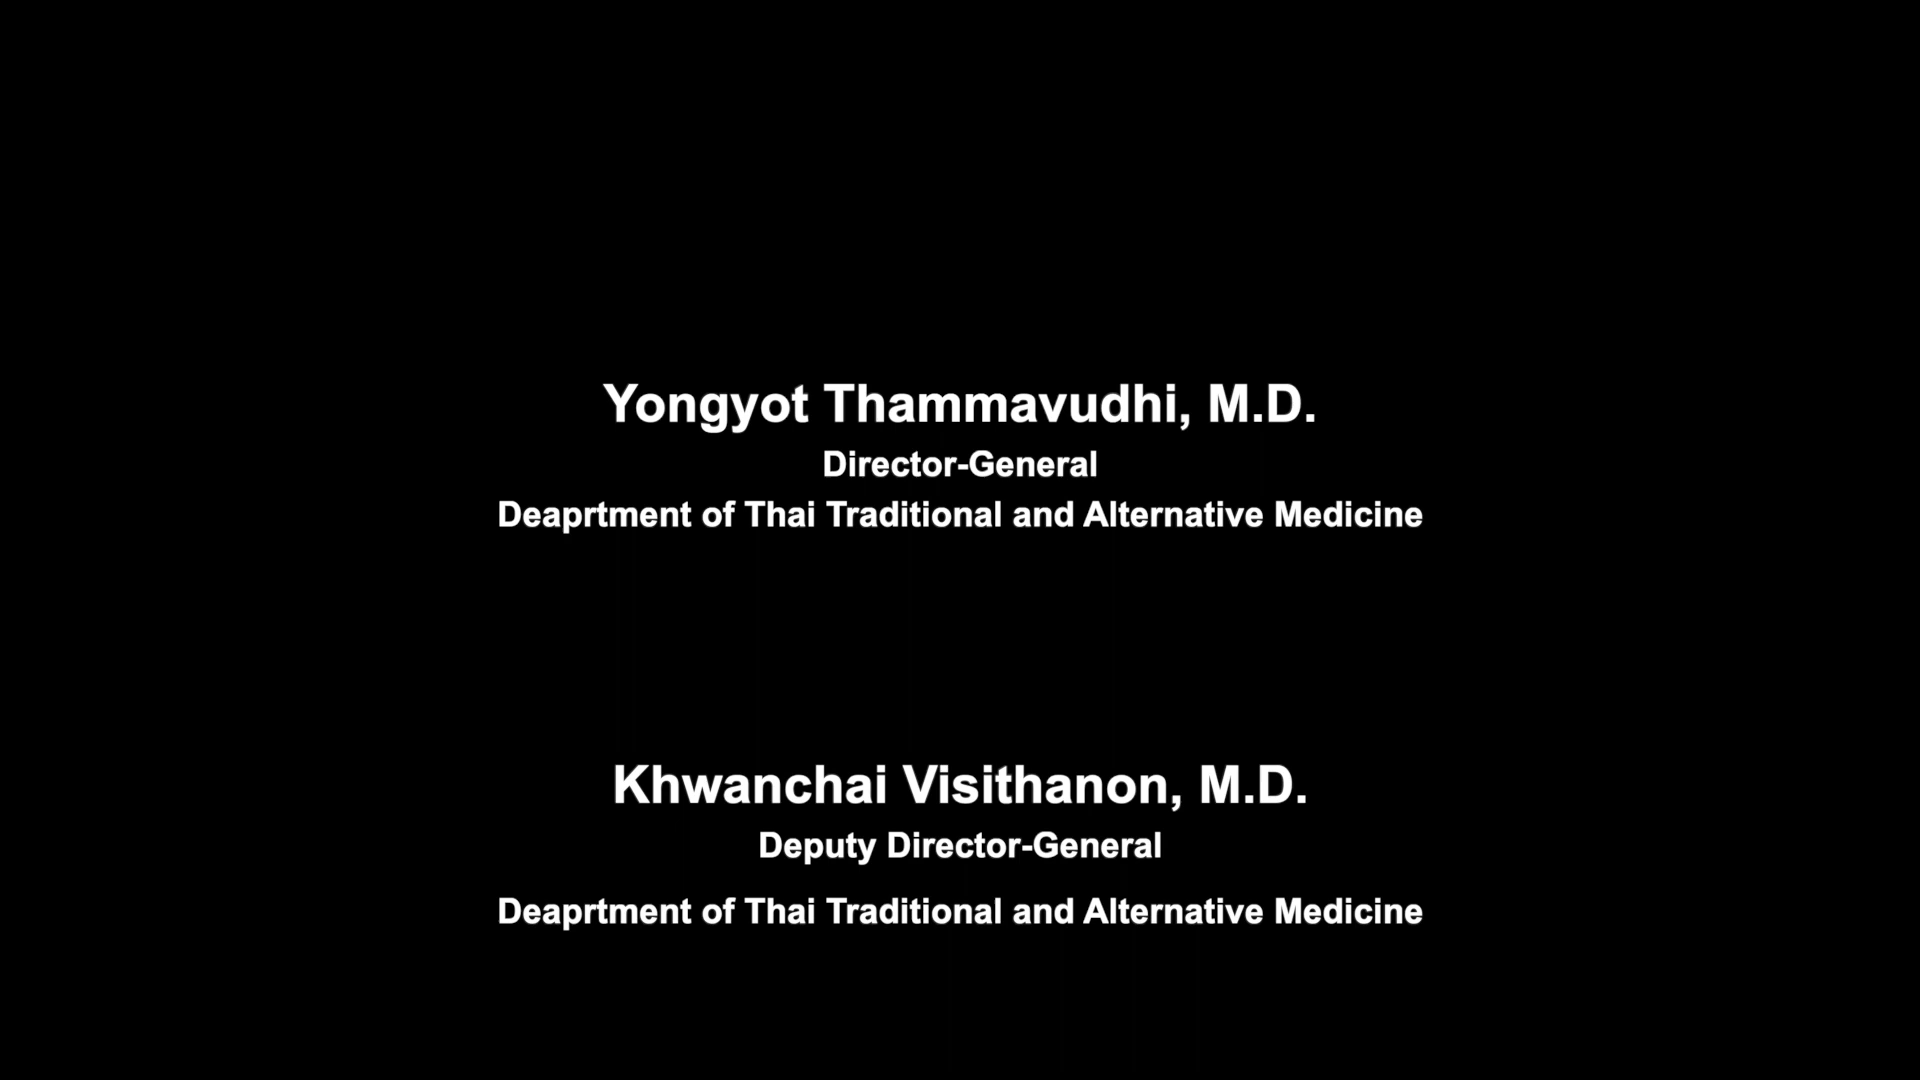 Yongyot Thammavudhi, M.D.
Director-General
Deaprtment of Thai Traditional and Alternative Medicine
Khwanchai Visithanon, M.D.
Deputy Director-General
Deaprtment of Thai Traditional and Alternative Medicine